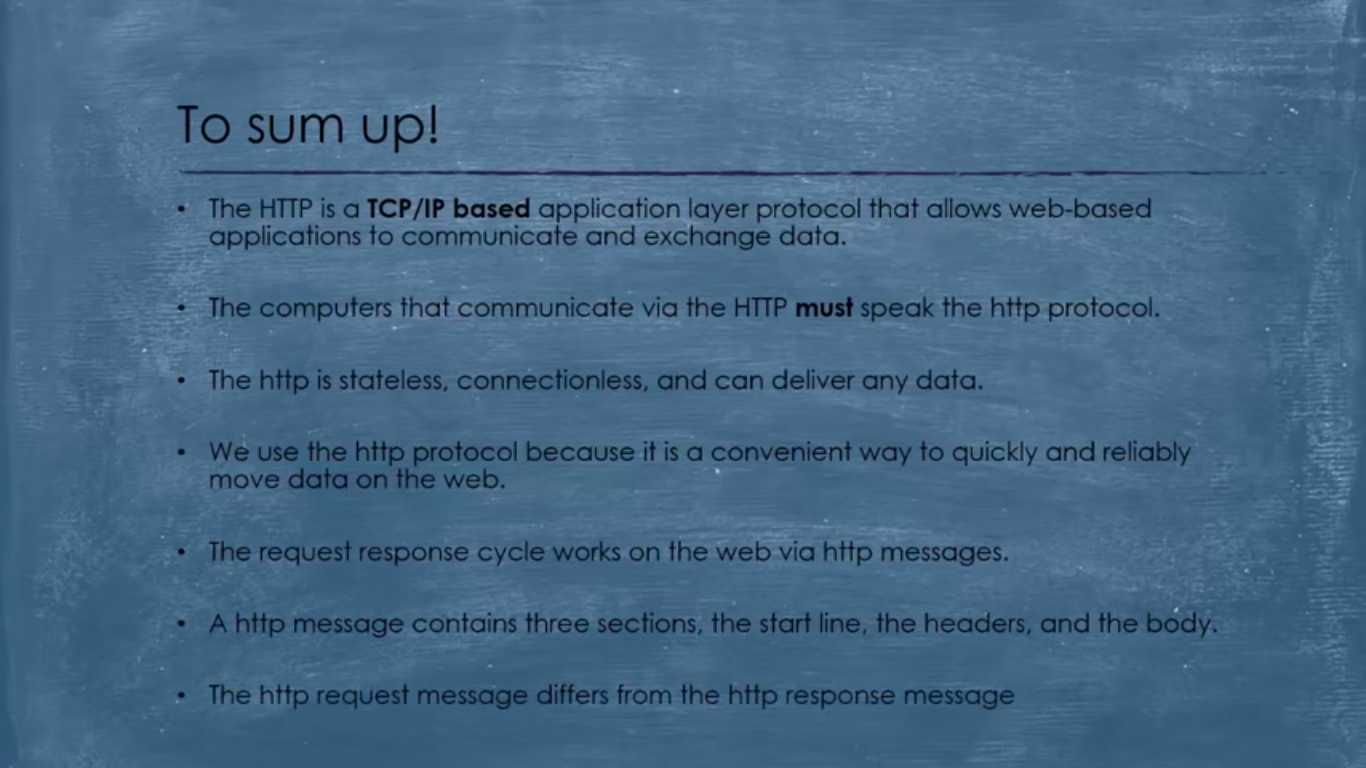 To sum up!
• The HTTP is a TCP/IP based application layer protocol that allows web-based
applications to communicate and exchange data.
• The computers that communicate via the HTTP must speak the http protocol.
• The http is stateless, connectionless, and can deliver any data.
• We use the http protocol because it is a convenient way to quickly and reliably
move data on the web.
• The request response cycle works on the web via http messages.
• A http message contains three sections, the start line, the headers, and the body.
• The http request message differs from the http response message